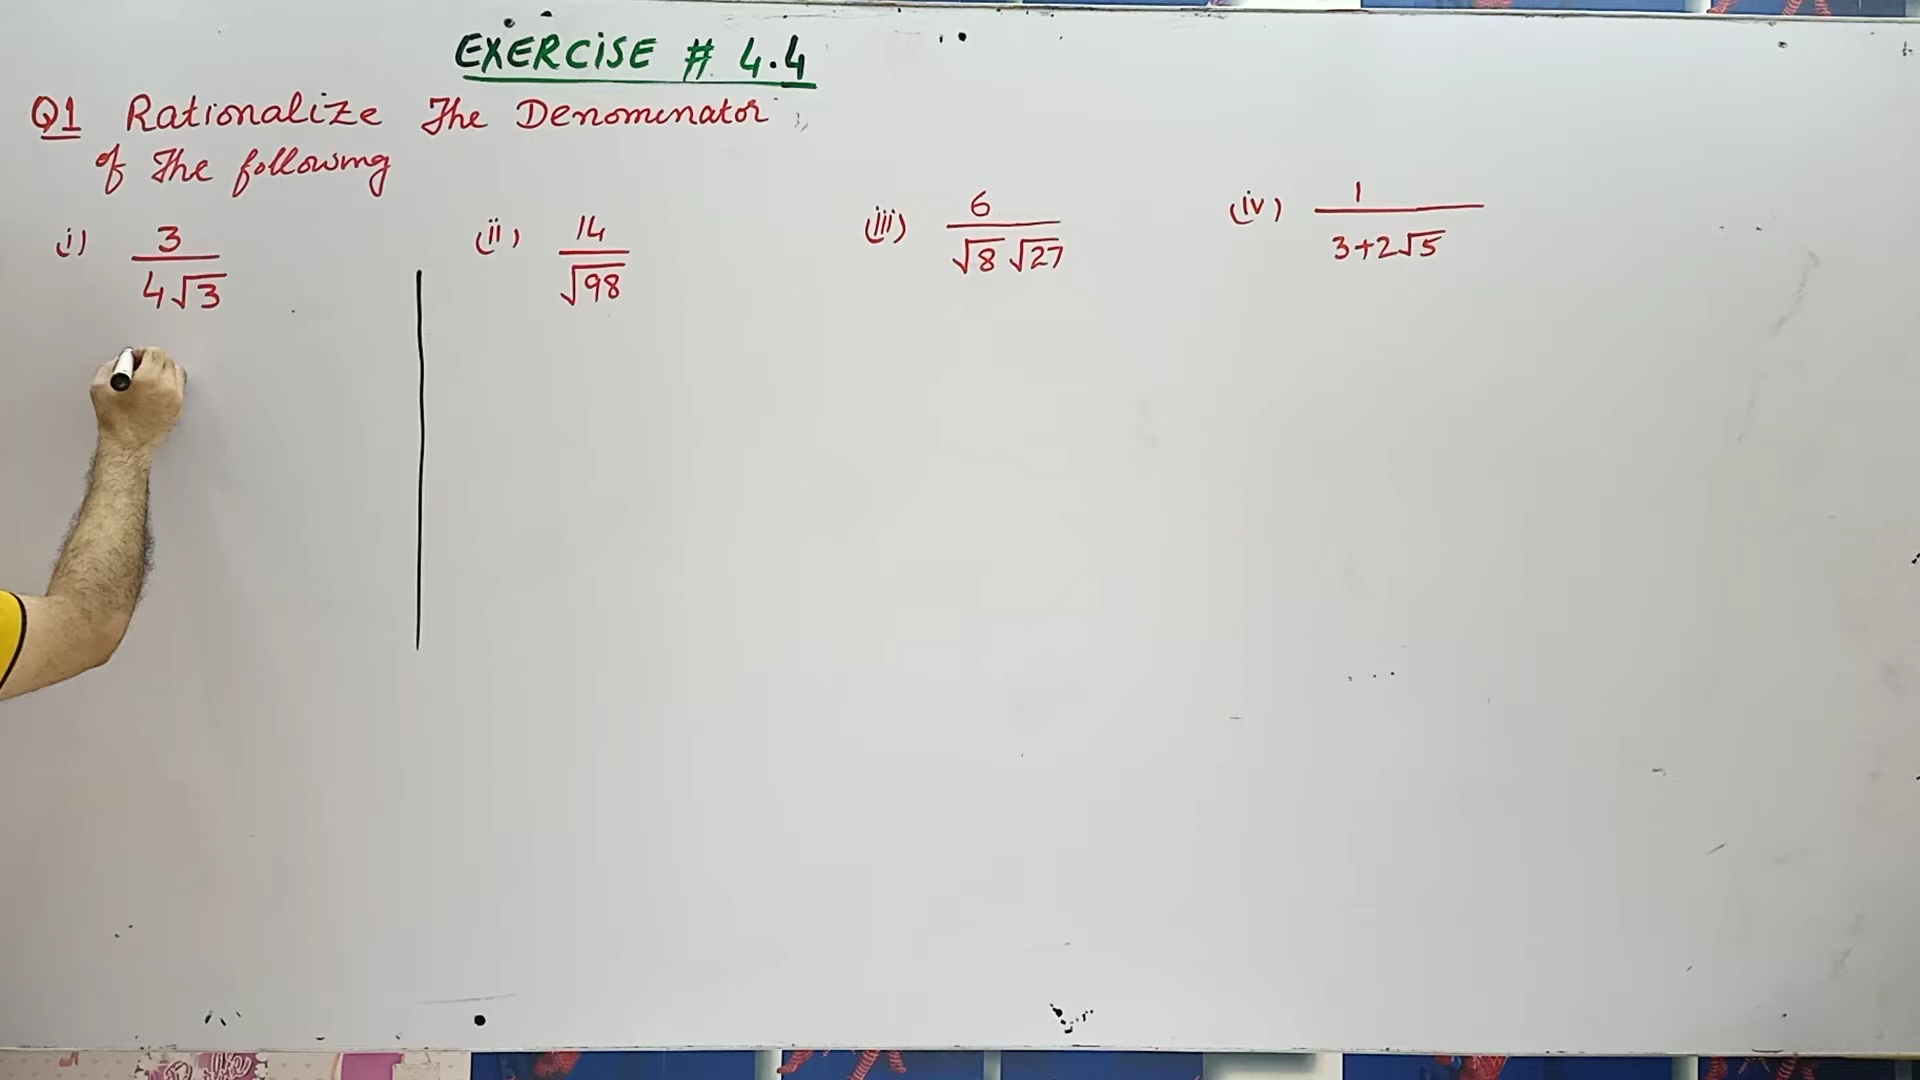 EXERCISE # 4.4
Q1 Rationalize The Denominator
of The following
(i) 3/4√3
(ii) 14/√98
(iii) 6/√8 √27
(iv) 1/3+2√5